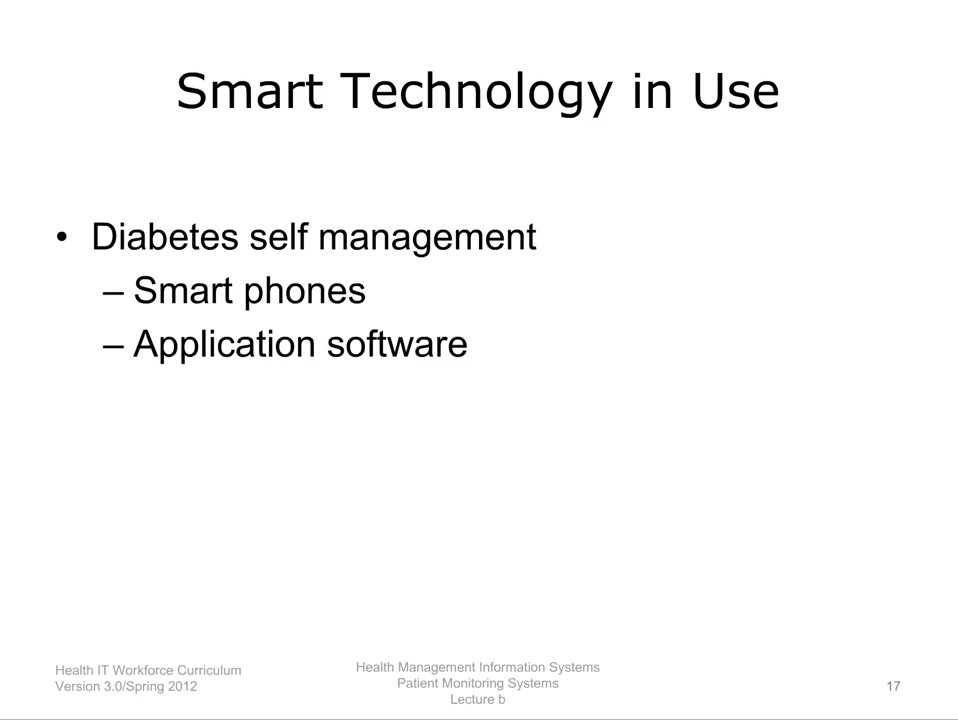 Smart Technology in Use
• Diabetes self management
– Smart phones
– Application software
Health IT Workforce Curriculum
Version 3.0/Spring 2012
Health Management Information Systems
Patient Monitoring Systems
Lecture b
17